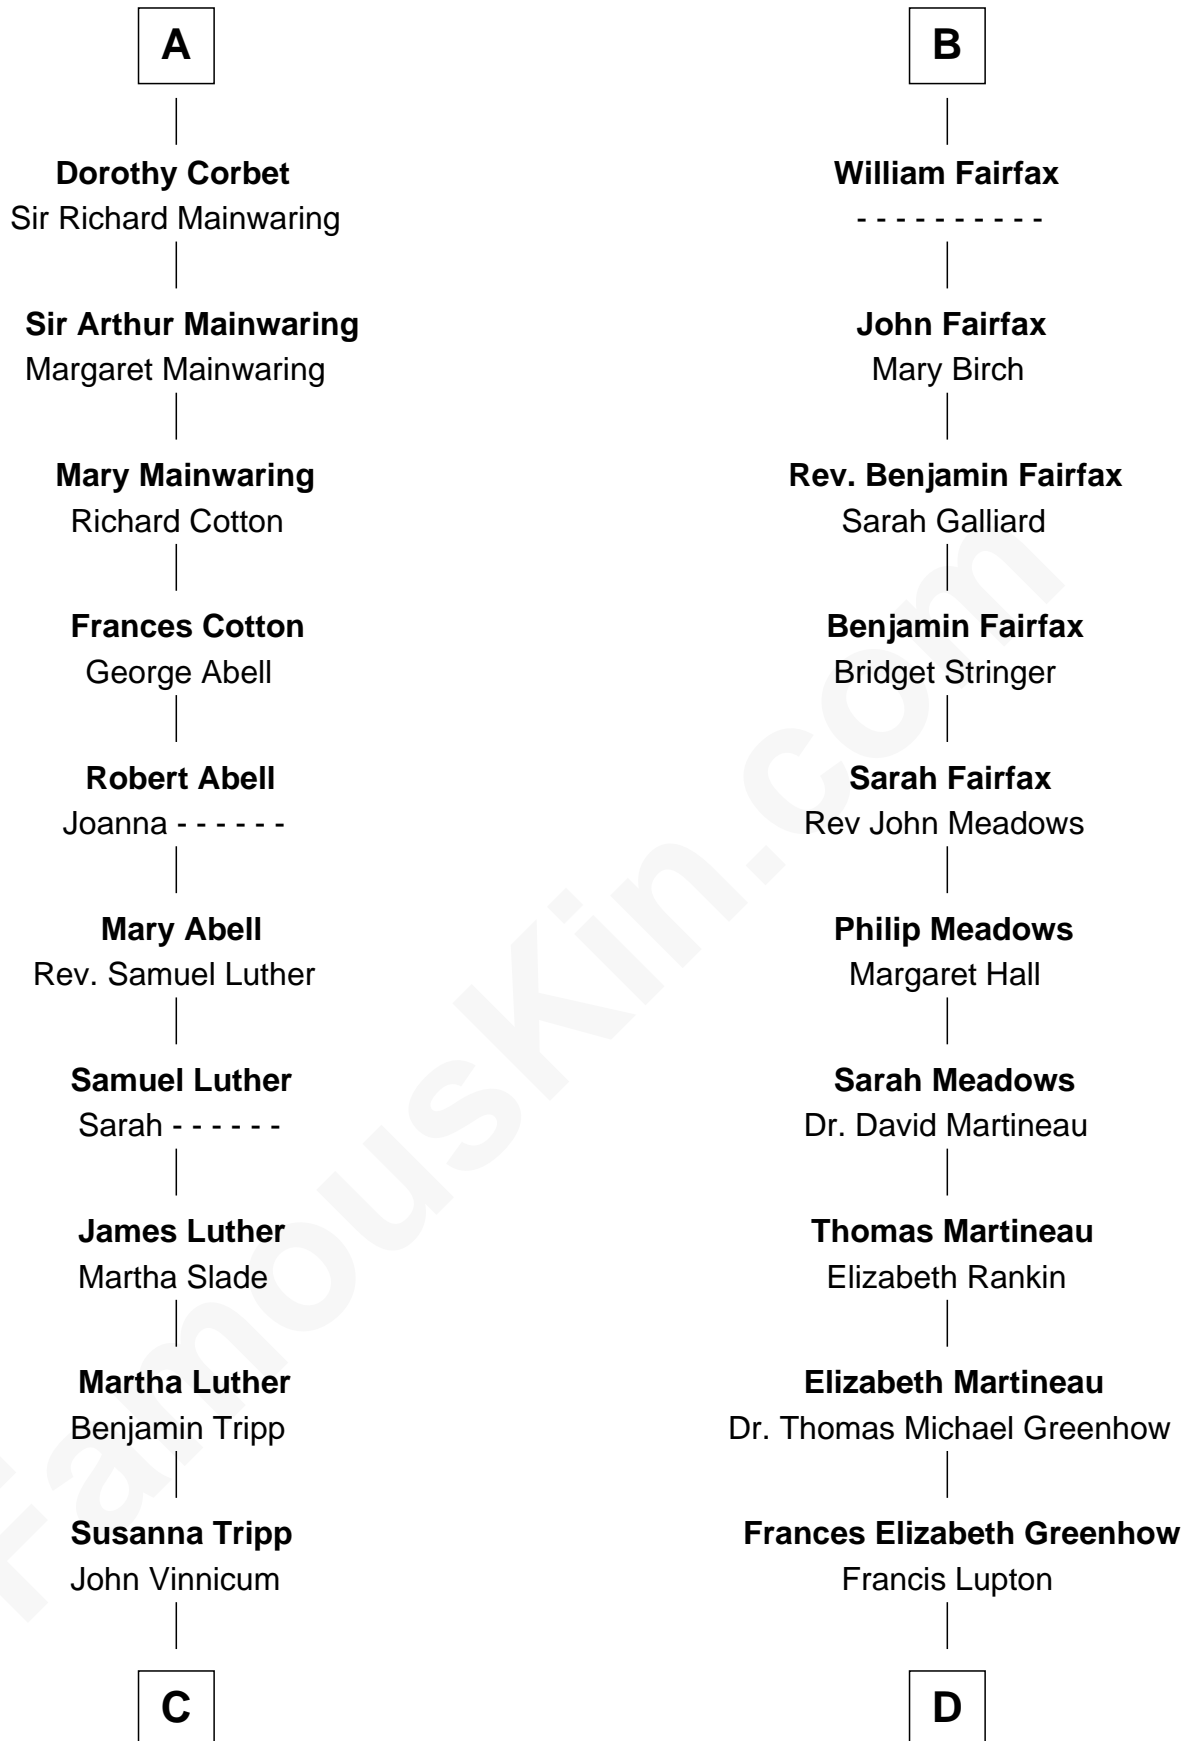 A
Dorothy Corbet
Sir Richard Mainwaring
Sir Arthur Mainwaring
Margaret Mainwaring
Mary Mainwaring
Richard Cotton
Frances Cotton
George Abell
Robert Abell
Joanna - - - - - -
Mary Abell
Rev. Samuel Luther
Samuel Luther
Sarah - - - - - -
James Luther
Martha Slade
Martha Luther
Benjamin Tripp
Susanna Tripp
John Vinnicum
C
B
William Fairfax
- - - - - - - - - -
John Fairfax
Mary Birch
Rev. Benjamin Fairfax
Sarah Galliard
Benjamin Fairfax
Bridget Stringer
Sarah Fairfax
Rev John Meadows
Philip Meadows
Margaret Hall
Sarah Meadows
Dr. David Martineau
Thomas Martineau
Elizabeth Rankin
Elizabeth Martineau
Dr. Thomas Michael Greenhow
Frances Elizabeth Greenhow
Francis Lupton
D
FamousKin.com